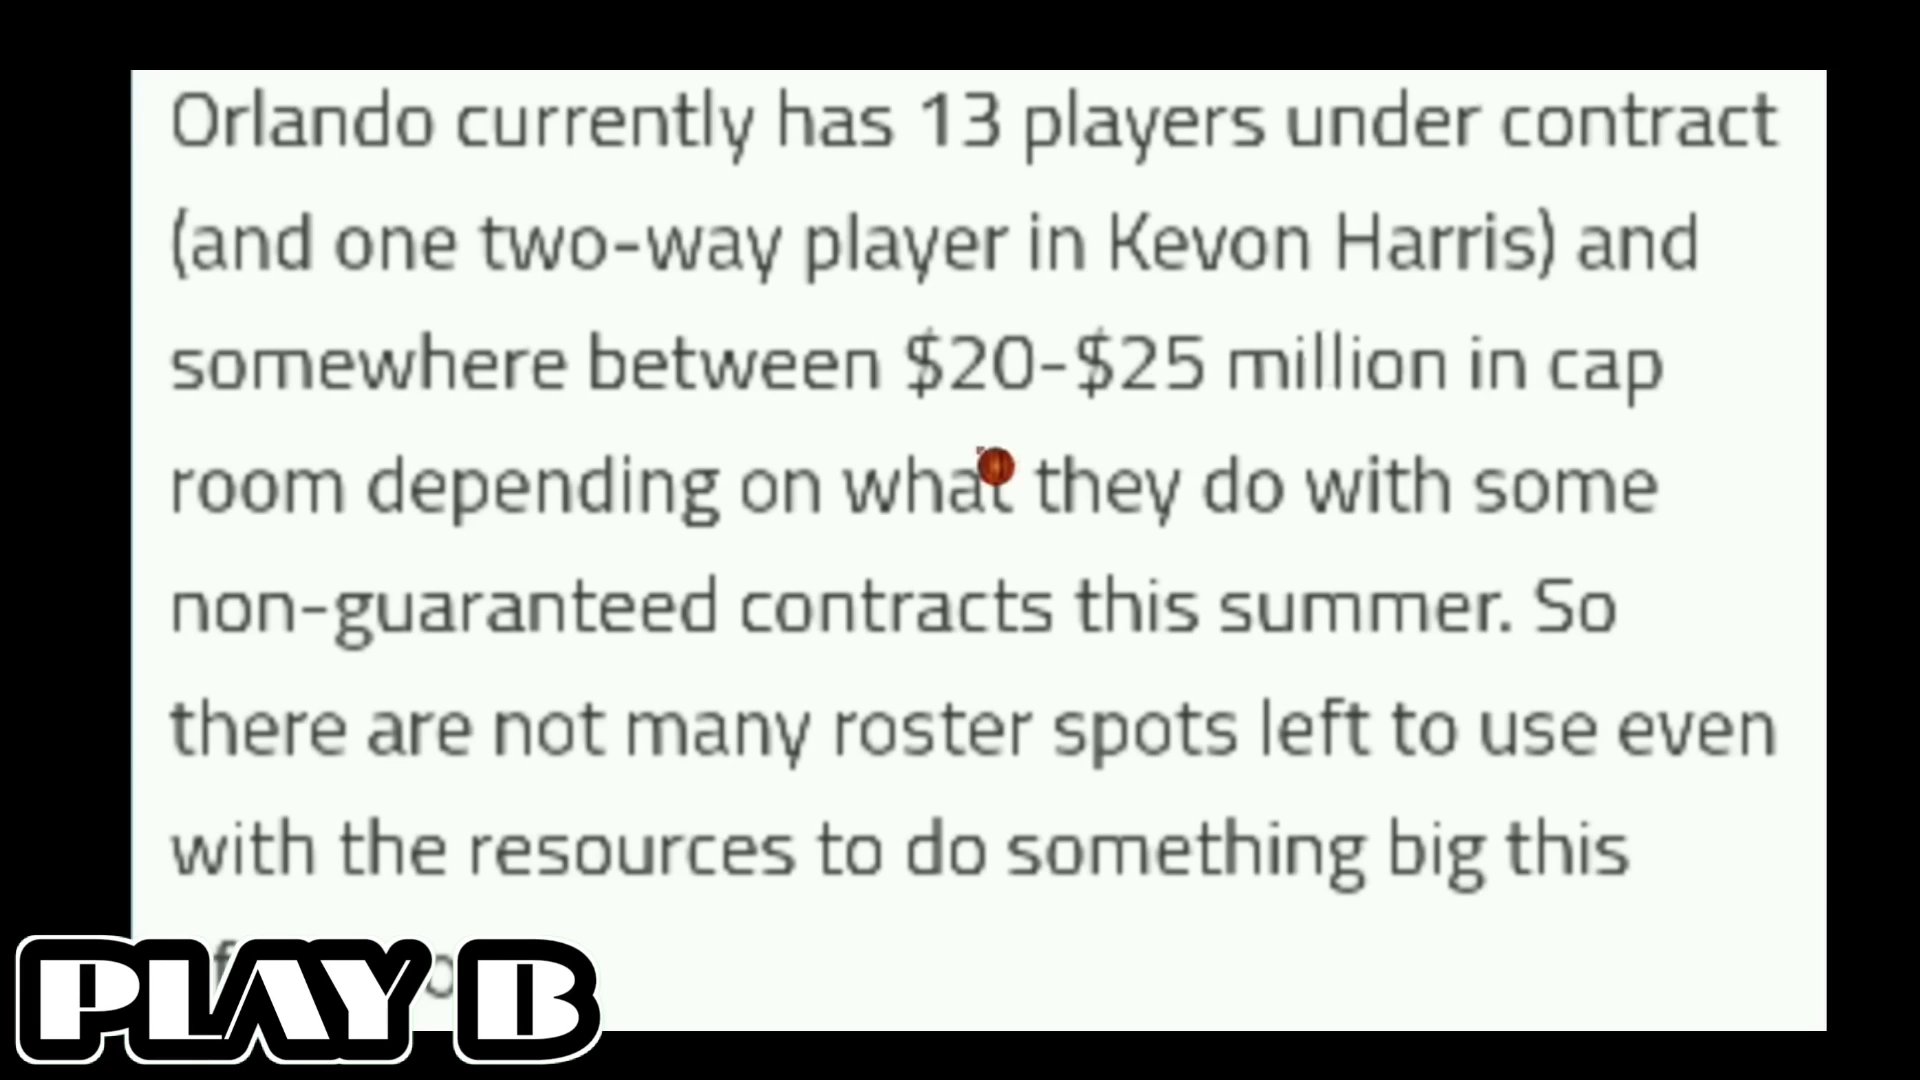 Orlando currently has 13 players under contract
(and one two-way player in Kevon Harris) and
somewhere between $20-$25 million in cap
room depending on what they do with some
non-guaranteed contracts this summer. So
there are not many roster spots left to use even
with the resources to do something big this
PLAY B